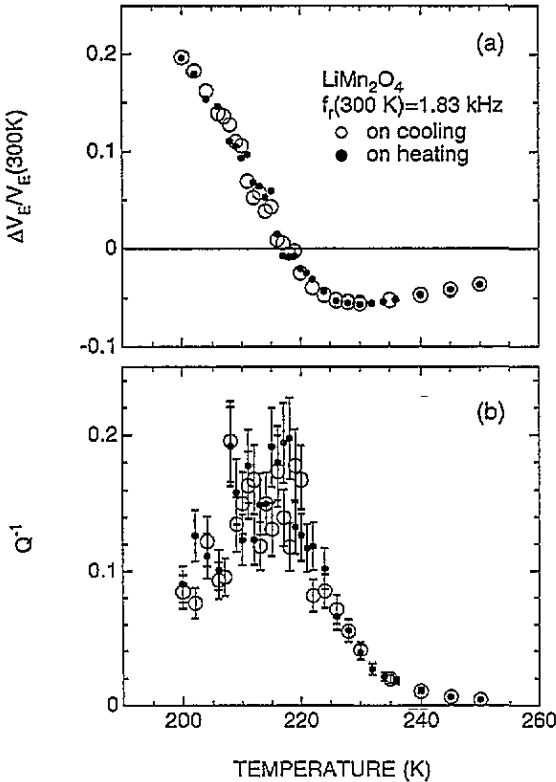 0.2
(a)
LiMn₂O₄
fᵣ(300 K)=1.83 kHz
on cooling
0.1
on heating
ΔV_E/V_E(300K)
0
-0.1
(b)
0.2
Q⁻¹
0.1
0
200
220
240
260
TEMPERATURE (K)